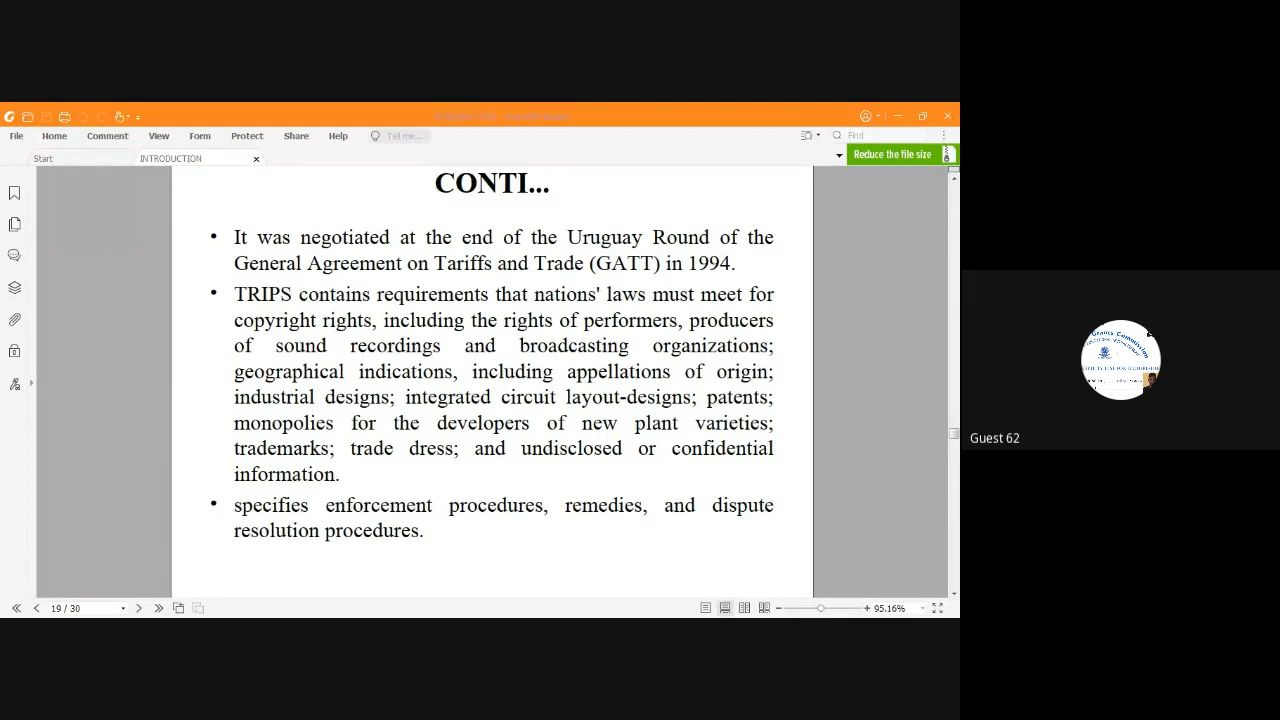 File Home Comment View Form Protect Share Help Tell me... Find
Start INTRODUCTION Reduce the file size
CONTI...
• It was negotiated at the end of the Uruguay Round of the
General Agreement on Tariffs and Trade (GATT) in 1994.
• TRIPS contains requirements that nations' laws must meet for
copyright rights, including the rights of performers, producers
of sound recordings and broadcasting organizations;
geographical indications, including appellations of origin;
industrial designs; integrated circuit layout-designs; patents;
monopolies for the developers of new plant varieties;
trademarks; trade dress; and undisclosed or confidential
information.
• specifies enforcement procedures, remedies, and dispute
resolution procedures.
19 / 30 95.16%
Grants Commission
Guest 62